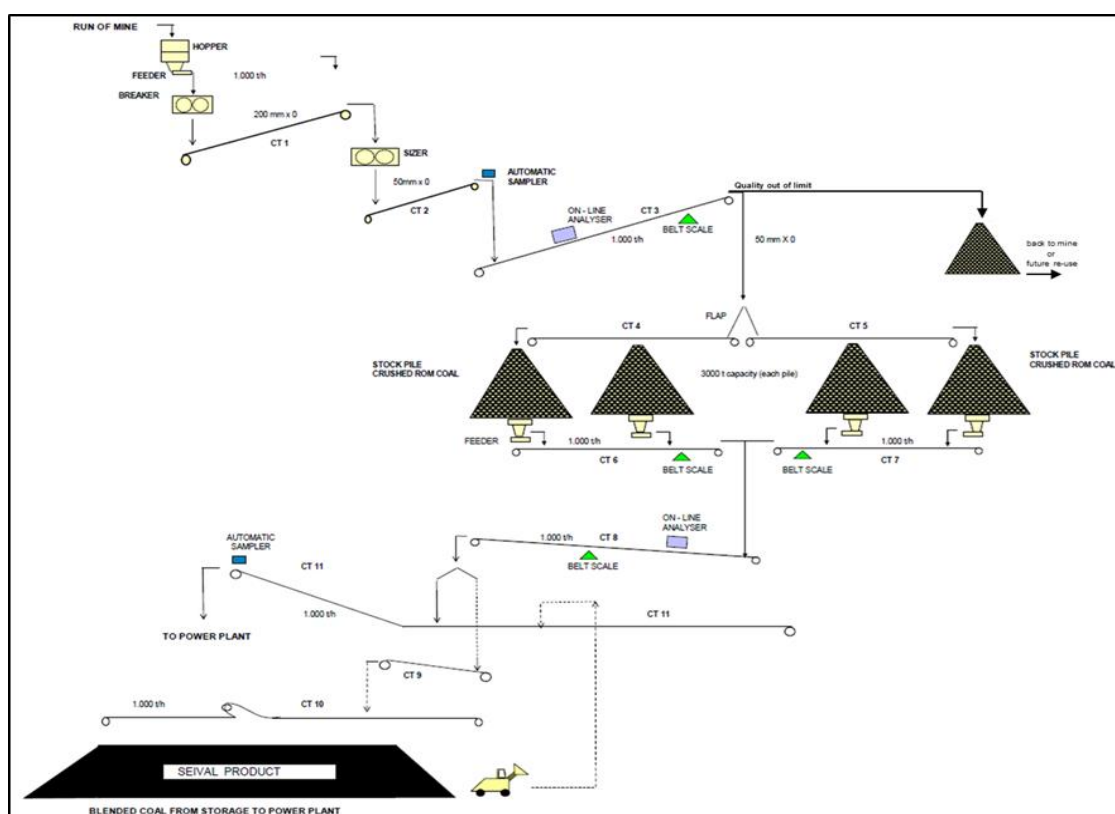 RUN OF MINE
HOPPER
FEEDER
1.000 t/h
BREAKER
200 mm x 0
CT 1
SIZER
AUTOMATIC
SAMPLER
50mm x 0
CT 2
ON - LINE
ANALYSER
CT 3
BELT SCALE
1.000 t/h
Quality out of limit
50 mm X 0
back to mine
or
future re-use
FLAP
CT 4
CT 5
STOCK PILE
CRUSHED ROM COAL
3000 t capacity (each pile)
STOCK PILE
CRUSHED ROM COAL
FEEDER
1.000 t/h
CT 6
BELT SCALE
1.000 t/h
CT 7
BELT SCALE
ON - LINE
ANALYSER
1.000 t/h
CT 8
BELT SCALE
AUTOMATIC
SAMPLER
CT 11
1.000 t/h
CT 11
TO POWER PLANT
CT 9
1.000 t/h
CT 10
SEIVAL PRODUCT
BLENDED COAL FROM STORAGE TO POWER PLANT